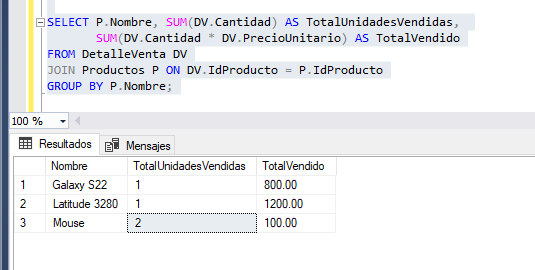 SELECT P.Nombre, SUM(DV.Cantidad) AS TotalUnidadesVendidas,
SUM(DV.Cantidad * DV.PrecioUnitario) AS TotalVendido
FROM DetalleVenta DV
JOIN Productos P ON DV.IdProducto = P.IdProducto
GROUP BY P.Nombre;
100 %
Resultados Mensajes
Nombre TotalUnidadesVendidas TotalVendido
1 Galaxy S22 1 800.00
2 Latitude 3280 1 1200.00
3 Mouse 2 100.00